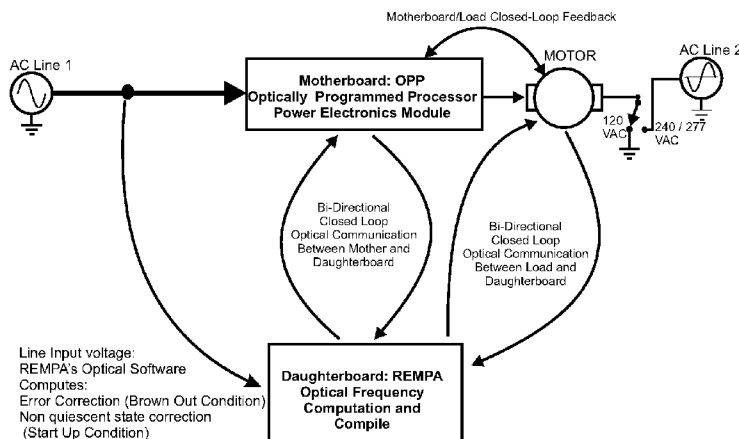 Motherboard/Load Closed-Loop Feedback
AC Line 1
MOTOR
AC Line 2
Motherboard: OPP
Optically Programmed Processor
Power Electronics Module
120
VAC
240 / 277
VAC
Bi-Directional
Closed Loop
Optical Communication
Between Mother and
Daughterboard
Bi-Directional
Closed Loop
Optical Communication
Between Load and
Daughterboard
Line Input voltage:
REMPA's Optical Software
Computes:
Error Correction (Brown Out Condition)
Non quiescent state correction
(Start Up Condition)
Daughterboard: REMPA
Optical Frequency
Computation and
Compile